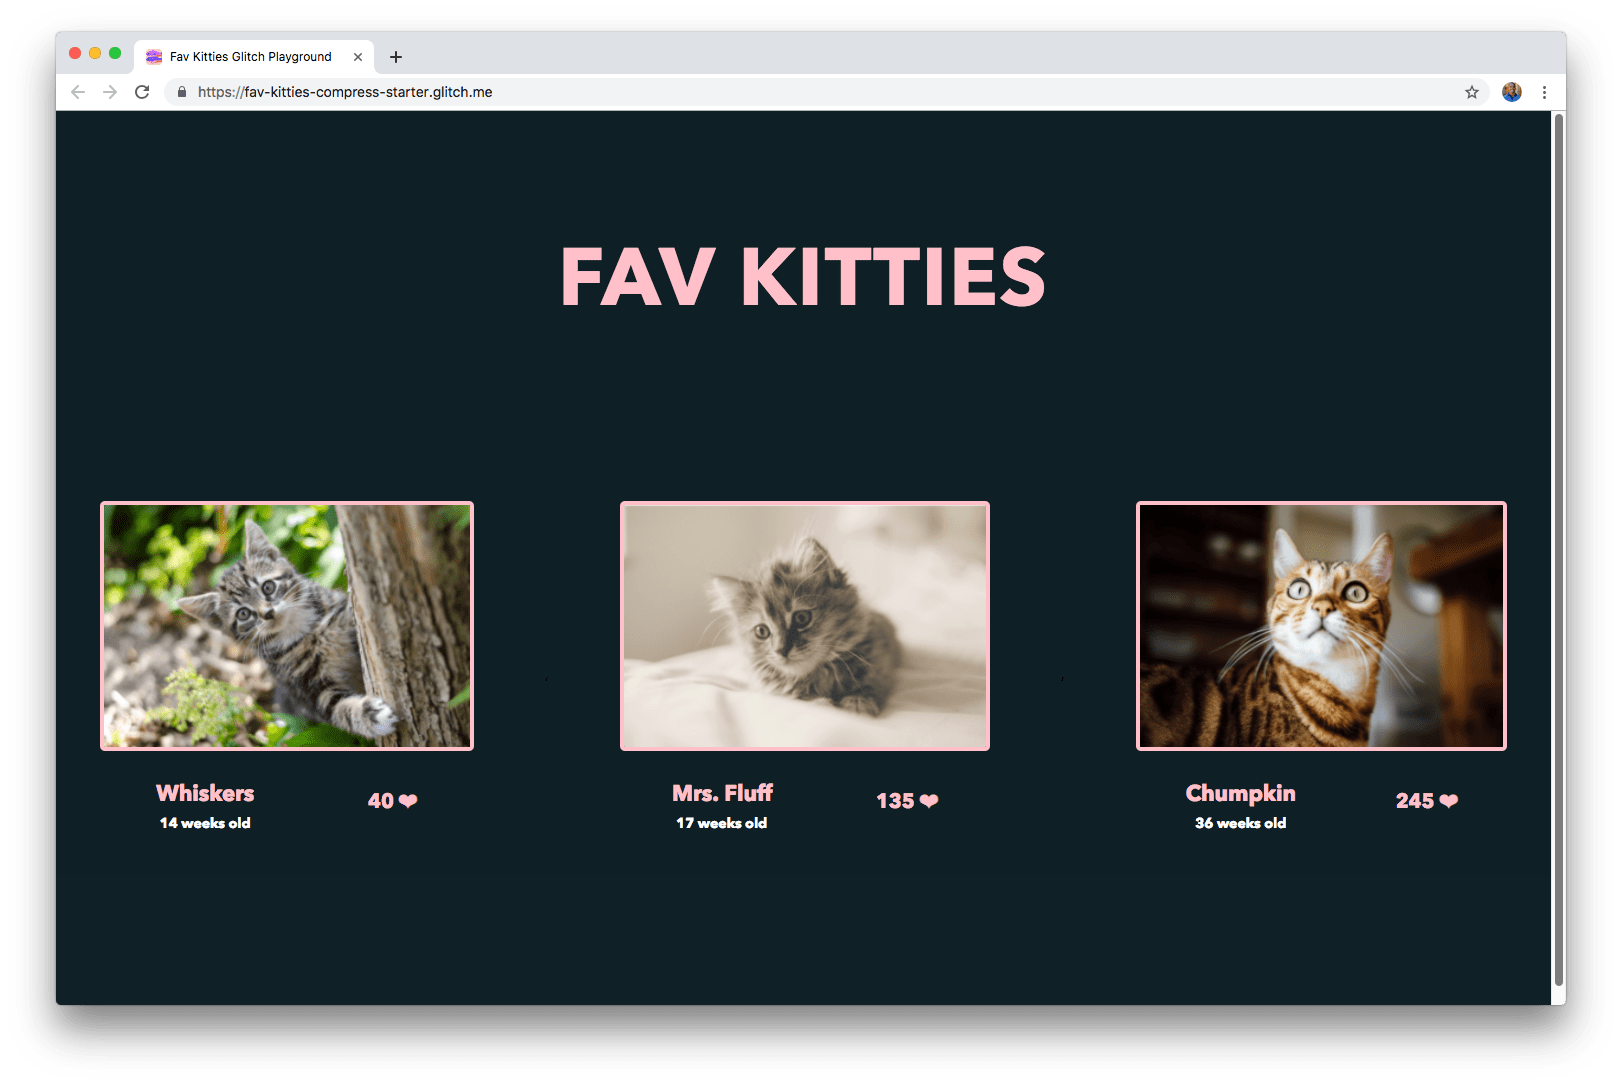 Fav Kitties Glitch Playground
https://fav-kitties-compress-starter.glitch.me
FAV KITTIES
Whiskers
40 ❤
14 weeks old
Mrs. Fluff
135 ❤
17 weeks old
Chumpkin
245 ❤
36 weeks old